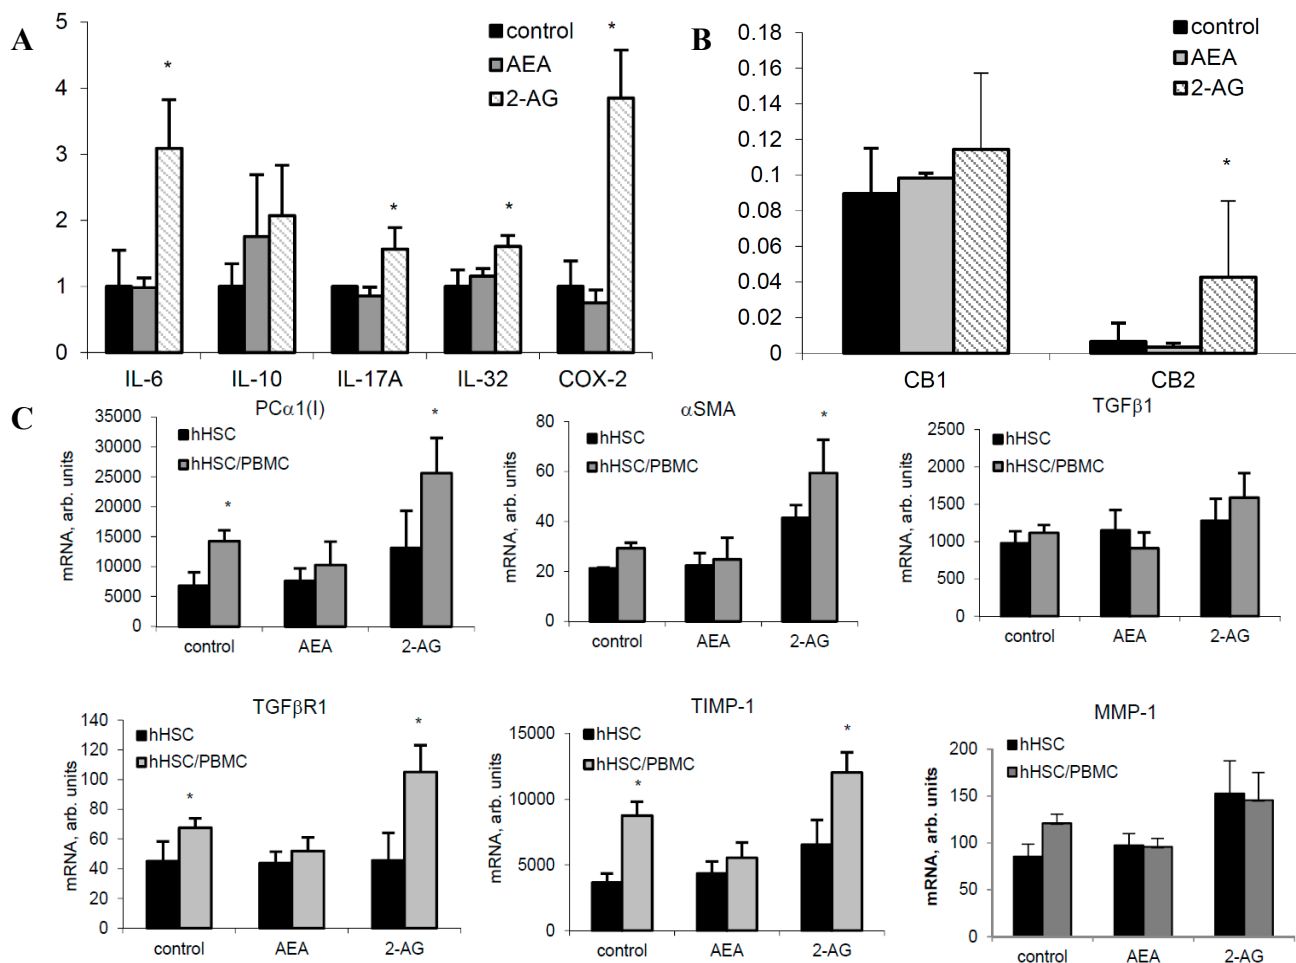 A
5
4
3
2
1
0
control
AEA
2-AG
*
*
*
*
IL-6 IL-10 IL-17A IL-32 COX-2
B
0.18
0.16
0.14
0.12
0.1
0.08
0.06
0.04
0.02
0
control
AEA
2-AG
*
CB1 CB2
C
PCα1(I)
mRNA, arb. units
35000
30000
25000
20000
15000
10000
5000
0
hHSC
hHSC/PBMC
*
*
control AEA 2-AG
αSMA
mRNA, arb. units
80
60
40
20
0
hHSC
hHSC/PBMC
*
control AEA 2-AG
TGFβ1
mRNA, arb. units
2500
2000
1500
1000
500
0
hHSC
hHSC/PBMC
control AEA 2-AG
TGFβR1
mRNA, arb. units
140
120
100
80
60
40
20
0
hHSC
hHSC/PBMC
*
*
control AEA 2-AG
TIMP-1
mRNA, arb. units
15000
10000
5000
0
hHSC
hHSC/PBMC
*
*
control AEA 2-AG
MMP-1
mRNA, arb. units
200
150
100
50
0
hHSC
hHSC/PBMC
control AEA 2-AG